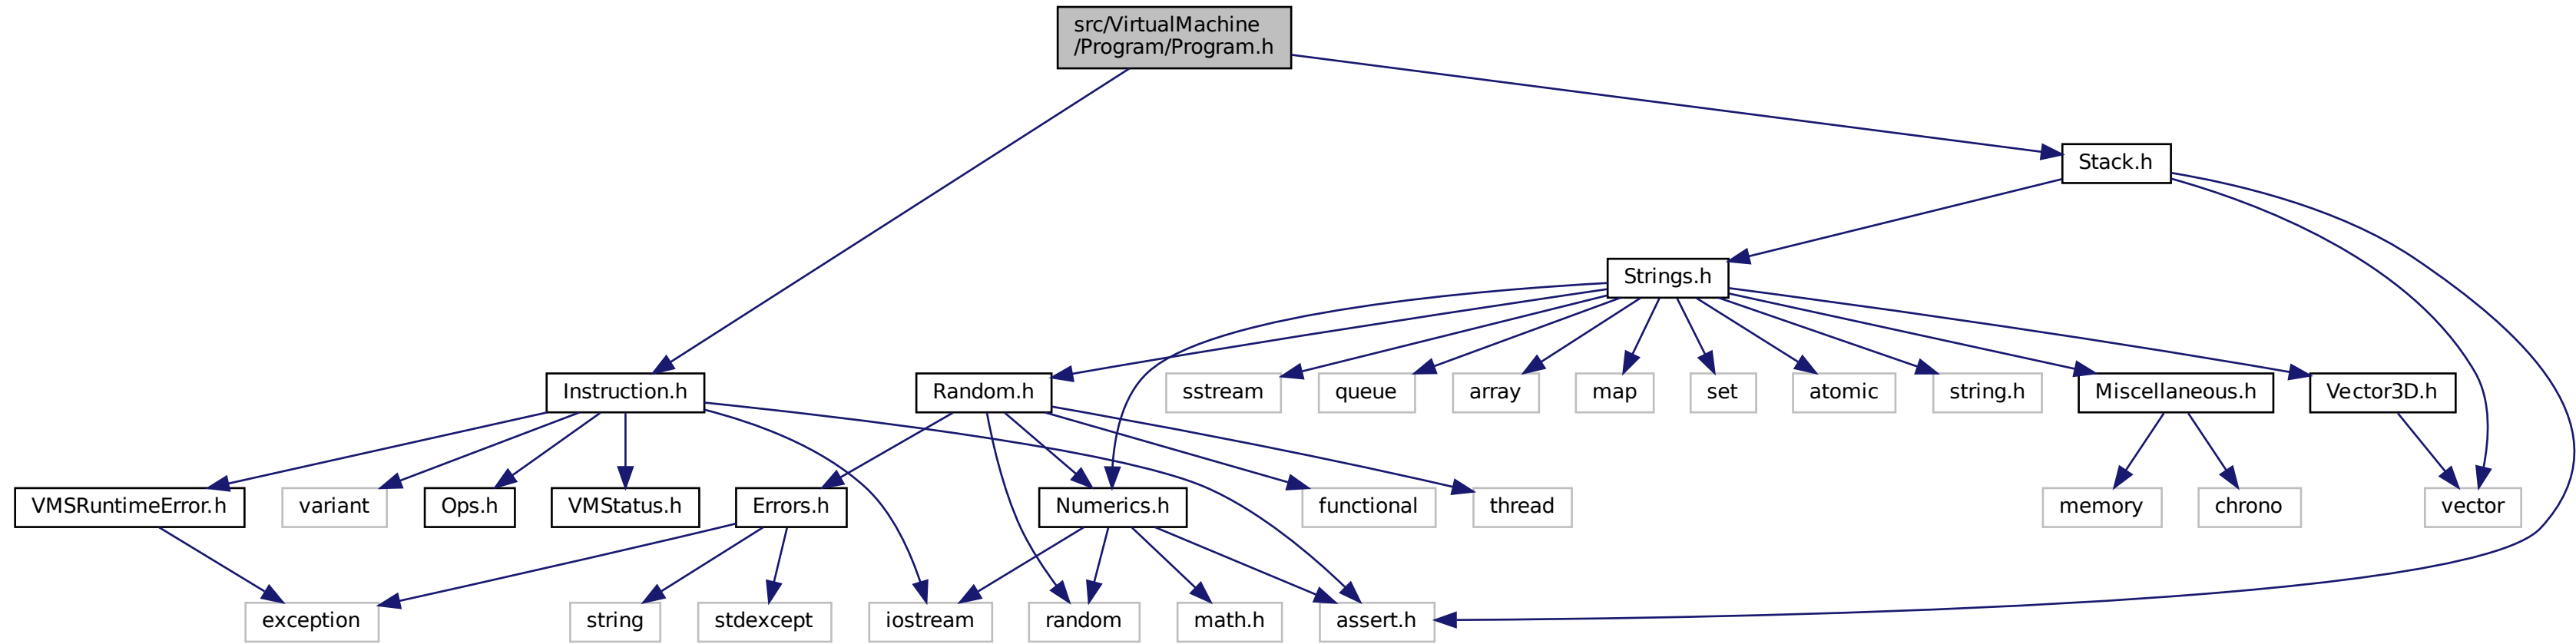 src/VirtualMachine
/Program/Program.h
Stack.h
Strings.h
Instruction.h
Random.h
sstream
queue
array
map
set
atomic
string.h
Miscellaneous.h
Vector3D.h
VMSRuntimeError.h
variant
Ops.h
VMStatus.h
Errors.h
Numerics.h
functional
thread
memory
chrono
vector
exception
string
stdexcept
iostream
random
math.h
assert.h